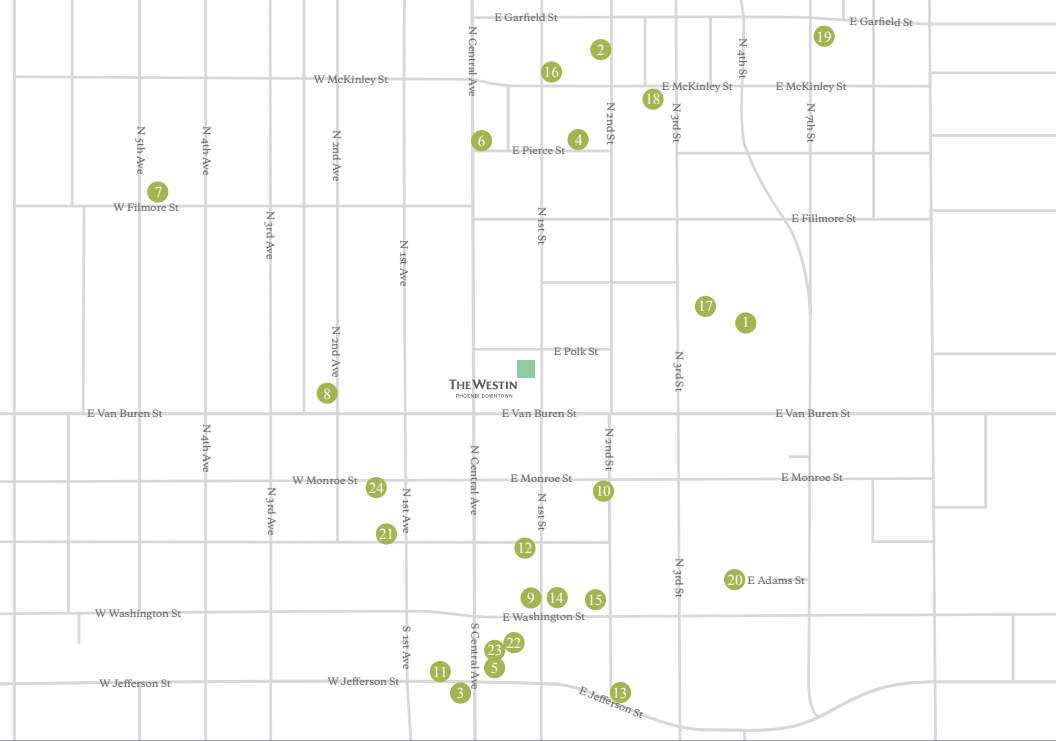 E Garfield St
E Garfield St
19
2
N Central Ave
N 4th St
16
W McKinley St
E McKinley St
E McKinley St
18
N 2nd St
N 3rd St
N 7th St
6
4
E Pierce St
N 5th Ave
N 4th Ave
N 2nd Ave
7
W Filmore St
N 3rd Ave
N 1st St
E Fillmore St
N 1st Ave
17
1
N 2nd Ave
E Polk St
N 3rd St
THE WESTIN
PHOENIX DOWNTOWN
8
E Van Buren St
E Van Buren St
E Van Buren St
N 4th Ave
N 2nd St
N Central Ave
W Monroe St
E Monroe St
E Monroe St
24
10
N 3rd Ave
N 1st Ave
N 1st St
21
12
N 3rd St
20
E Adams St
9
14
15
W Washington St
E Washington St
S 1st Ave
S Central Ave
22
23
5
11
W Jefferson St
W Jefferson St
3
13
E Jefferson St